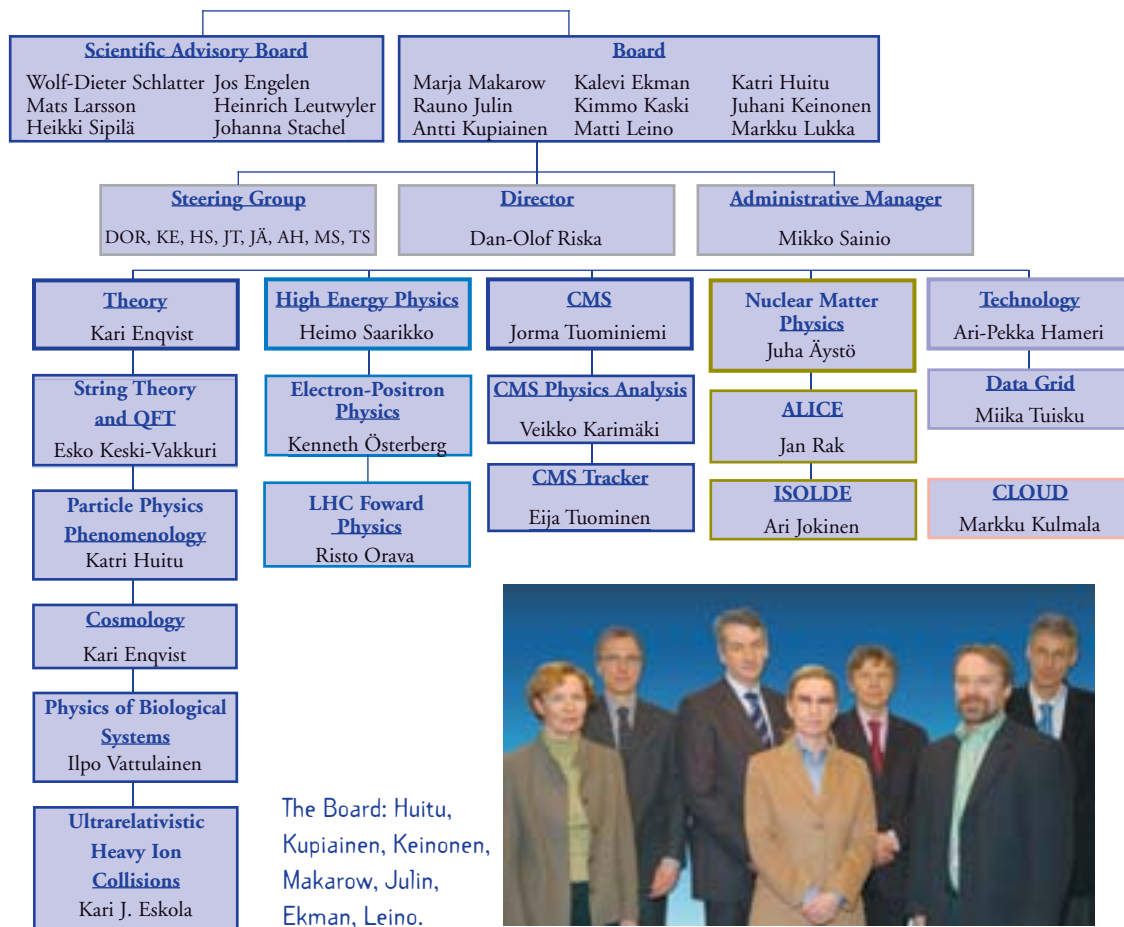 Scientific Advisory Board
Wolf-Dieter Schlatter Jos Engelen
Mats Larsson Heinrich Leutwyler
Heikki Sipilä Johanna Stachel
Board
Marja Makarow Kalevi Ekman Katri Huitu
Rauno Julin Kimmo Kaski Juhani Keinonen
Antti Kupiainen Matti Leino Markku Lukka
Steering Group
DOR, KE, HS, JT, JÄ, AH, MS, TS
Director
Dan-Olof Riska
Administrative Manager
Mikko Sainio
Theory
Kari Enqvist
String Theory
and QFT
Esko Keski-Vakkuri
Particle Physics
Phenomenology
Katri Huitu
Cosmology
Kari Enqvist
Physics of Biological
Systems
Ilpo Vattulainen
Ultrarelativistic
Heavy Ion
Collisions
Kari J. Eskola
High Energy Physics
Heimo Saarikko
Electron-Positron
Physics
Kenneth Österberg
LHC Foward
Physics
Risto Orava
CMS
Jorma Tuominiemi
CMS Physics Analysis
Veikko Karimäki
CMS Tracker
Eija Tuominen
Nuclear Matter
Physics
Juha Äystö
ALICE
Jan Rak
ISOLDE
Ari Jokinen
Technology
Ari-Pekka Hameri
Data Grid
Miika Tuisku
CLOUD
Markku Kulmala
The Board: Huitu,
Kupiainen, Keinonen,
Makarow, Julin,
Ekman, Leino.